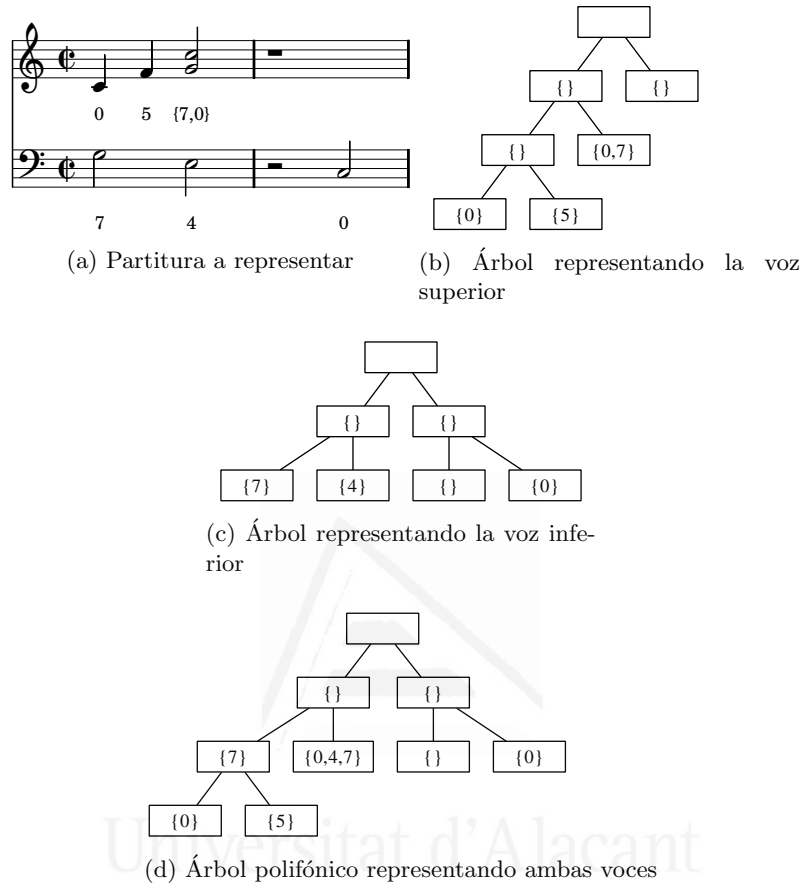 0 5 {7,0}
7 4 0
(a) Partitura a representar
{ } { }
{ } {0,7}
{0} {5}
(b) Árbol representando la voz
superior
{ } { }
{7} {4} { } {0}
(c) Árbol representando la voz infe-
rior
{ } { }
{7} {0,4,7} { } {0}
{0} {5}
Universitat d'Alacant
(d) Árbol polifónico representando ambas voces